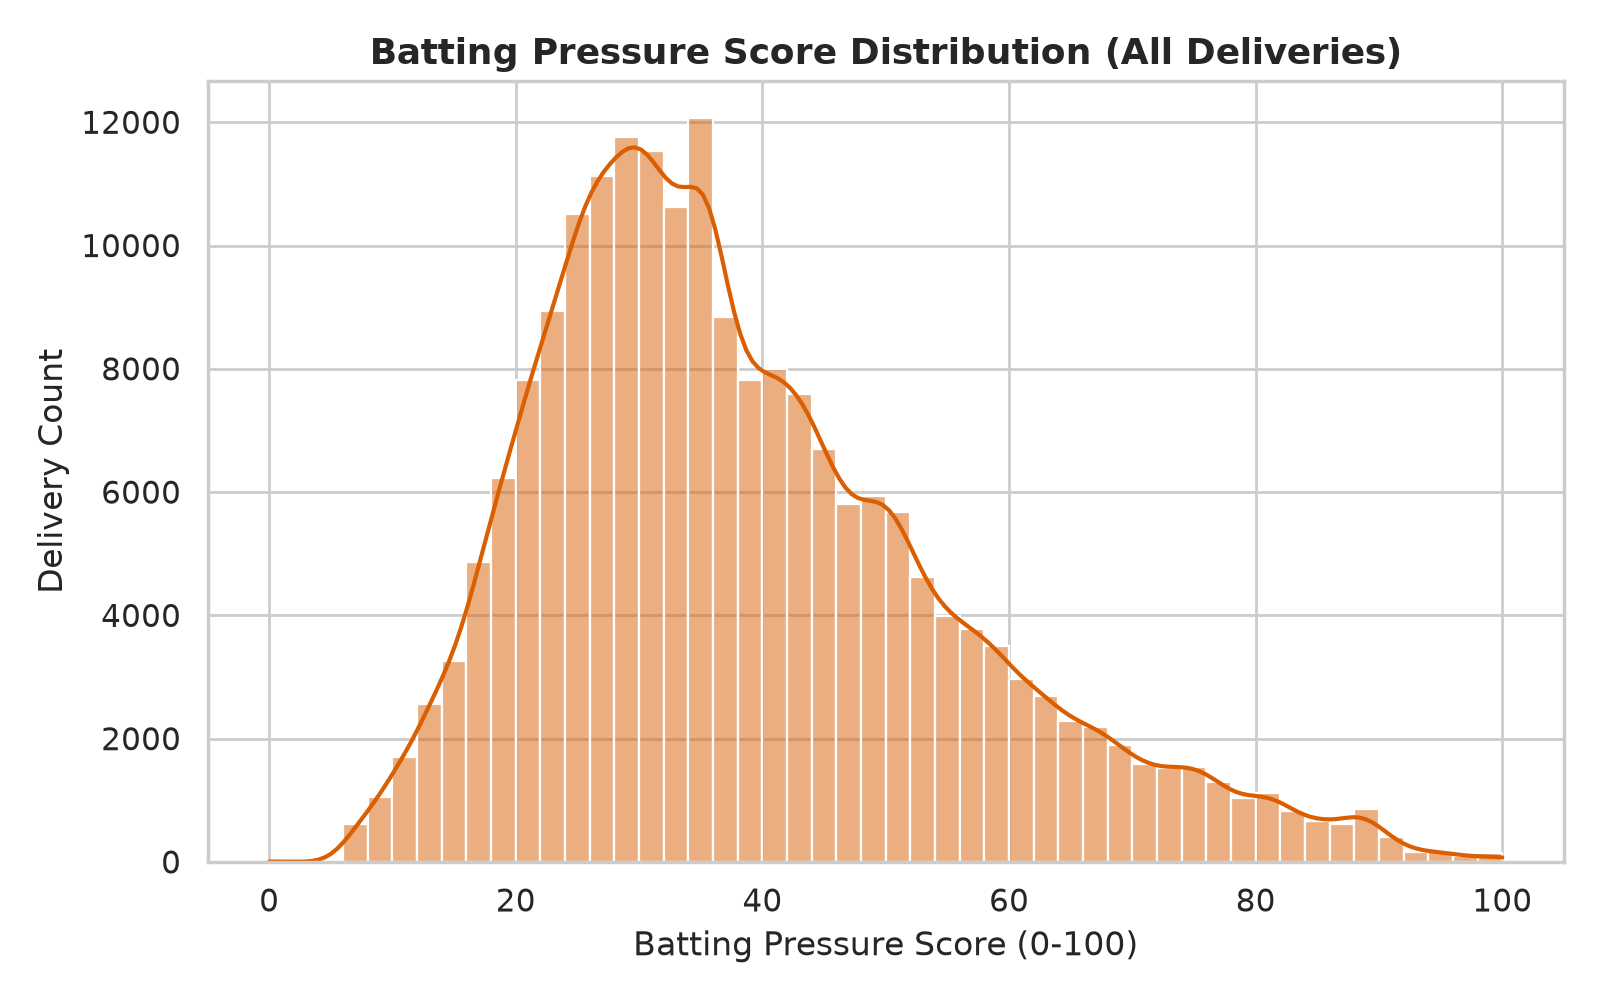 Batting Pressure Score Distribution (All Deliveries)
12000
10000
8000
6000
4000
2000
0
Delivery Count
0 20 40 60 80 100
Batting Pressure Score (0-100)